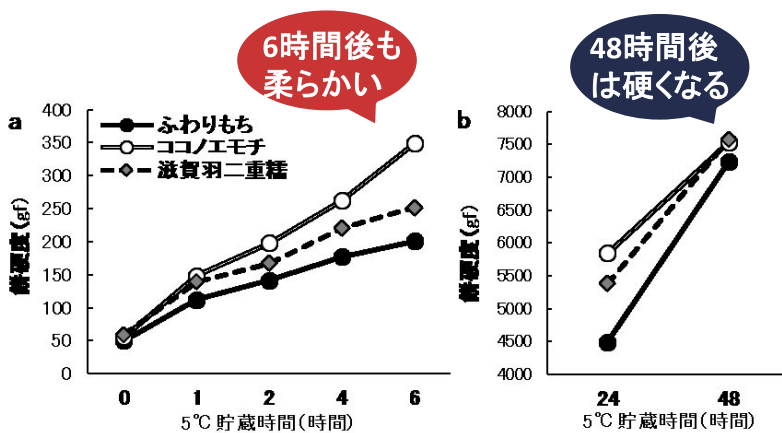 6時間後も
柔らかい
48時間後
は硬くなる
a
ふわりもち
ココノエモチ
滋賀羽二重糯
餅硬度(gf)
400
350
300
250
200
150
100
50
0
0 1 2 4 6
5℃ 貯蔵時間(時間)
b
餅硬度(gf)
8000
7500
7000
6500
6000
5500
5000
4500
4000
24 48
5℃ 貯蔵時間(時間)